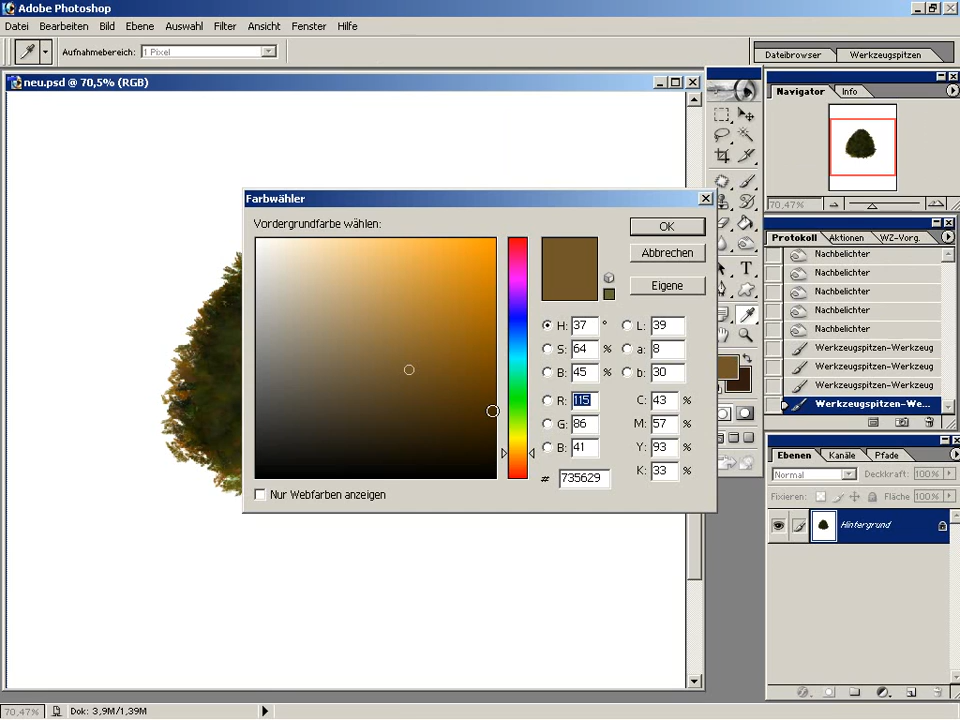 Adobe Photoshop
Datei Bearbeiten Bild Ebene Auswahl Filter Ansicht Fenster Hilfe
Aufnahmebereich: 1 Pixel
Dateibrowser Werkzeugspitzen
neu.psd @ 70,5% (RGB)
Navigator Info
70,47%
Farbwähler
Vordergrundfarbe wählen:
OK
Abbrechen
Eigene
H: 37 ° L: 39
S: 64 % a: 8
B: 45 % b: 30
R: 115 C: 43 %
G: 86 M: 57 %
B: 41 Y: 93 %
# 735629 K: 33 %
Nur Webfarben anzeigen
Protokoll Aktionen WZ-Vorg.
Nachbelichter
Nachbelichter
Nachbelichter
Nachbelichter
Nachbelichter
Werkzeugspitzen-Werkzeug
Werkzeugspitzen-Werkzeug
Werkzeugspitzen-Werkzeug
Werkzeugspitzen-We...
Ebenen Kanäle Pfade
Normal Deckkraft: 100%
Fixieren: Fläche 100%
Hintergrund
70,47% Dok: 3,9M/1,39M